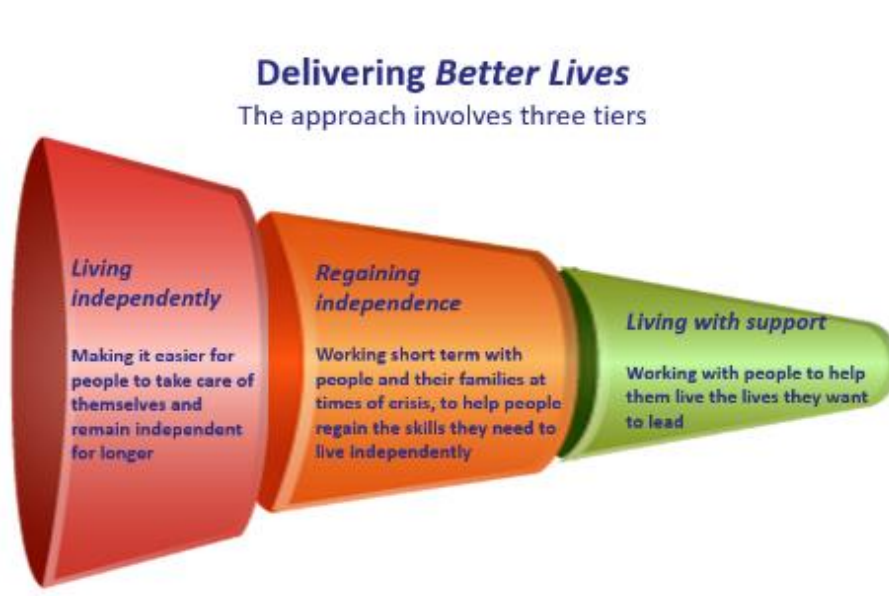 Delivering Better Lives
The approach involves three tiers
Living
independently
Making it easier for
people to take care of
themselves and
remain independent
for longer
Regaining
independence
Working short term with
people and their families at
times of crisis, to help people
regain the skills they need to
live independently
Living with support
Working with people to help
them live the lives they want
to lead